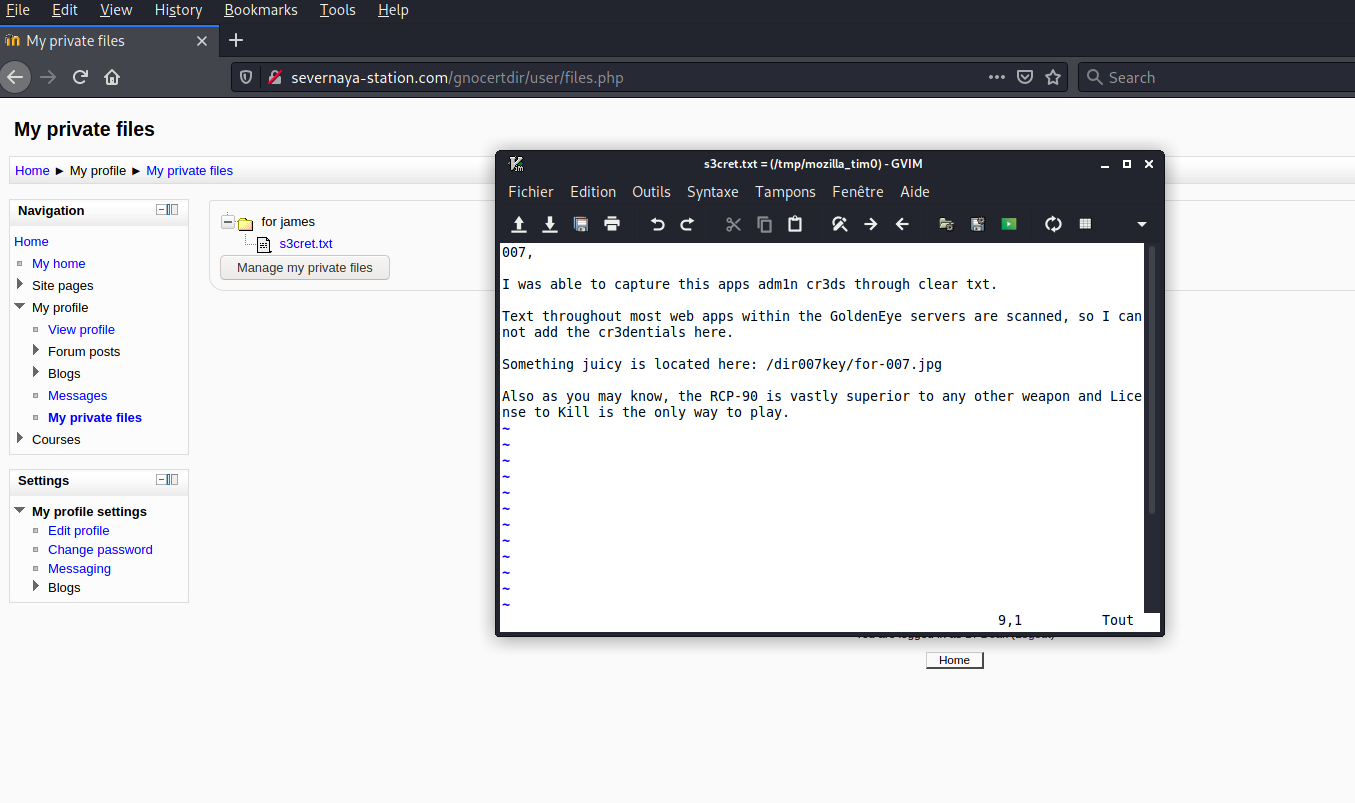 File Edit View History Bookmarks Tools Help
My private files
severnaya-station.com/gnocertdir/user/files.php
Search
My private files
Home ► My profile ► My private files
Navigation
Home
My home
Site pages
My profile
View profile
Forum posts
Blogs
Messages
My private files
Courses
Settings
My profile settings
Edit profile
Change password
Messaging
Blogs
for james
s3cret.txt
Manage my private files
s3cret.txt = (/tmp/mozilla_tim0) - GVIM
Fichier Edition Outils Syntaxe Tampons Fenêtre Aide
007,
I was able to capture this apps adm1n cr3ds through clear txt.
Text throughout most web apps within the GoldenEye servers are scanned, so I can
not add the cr3dentials here.
Something juicy is located here: /dir007key/for-007.jpg
Also as you may know, the RCP-90 is vastly superior to any other weapon and Lice
nse to Kill is the only way to play.
~
~
~
~
~
~
~
~
~
~
~
~
9,1 Tout
Home